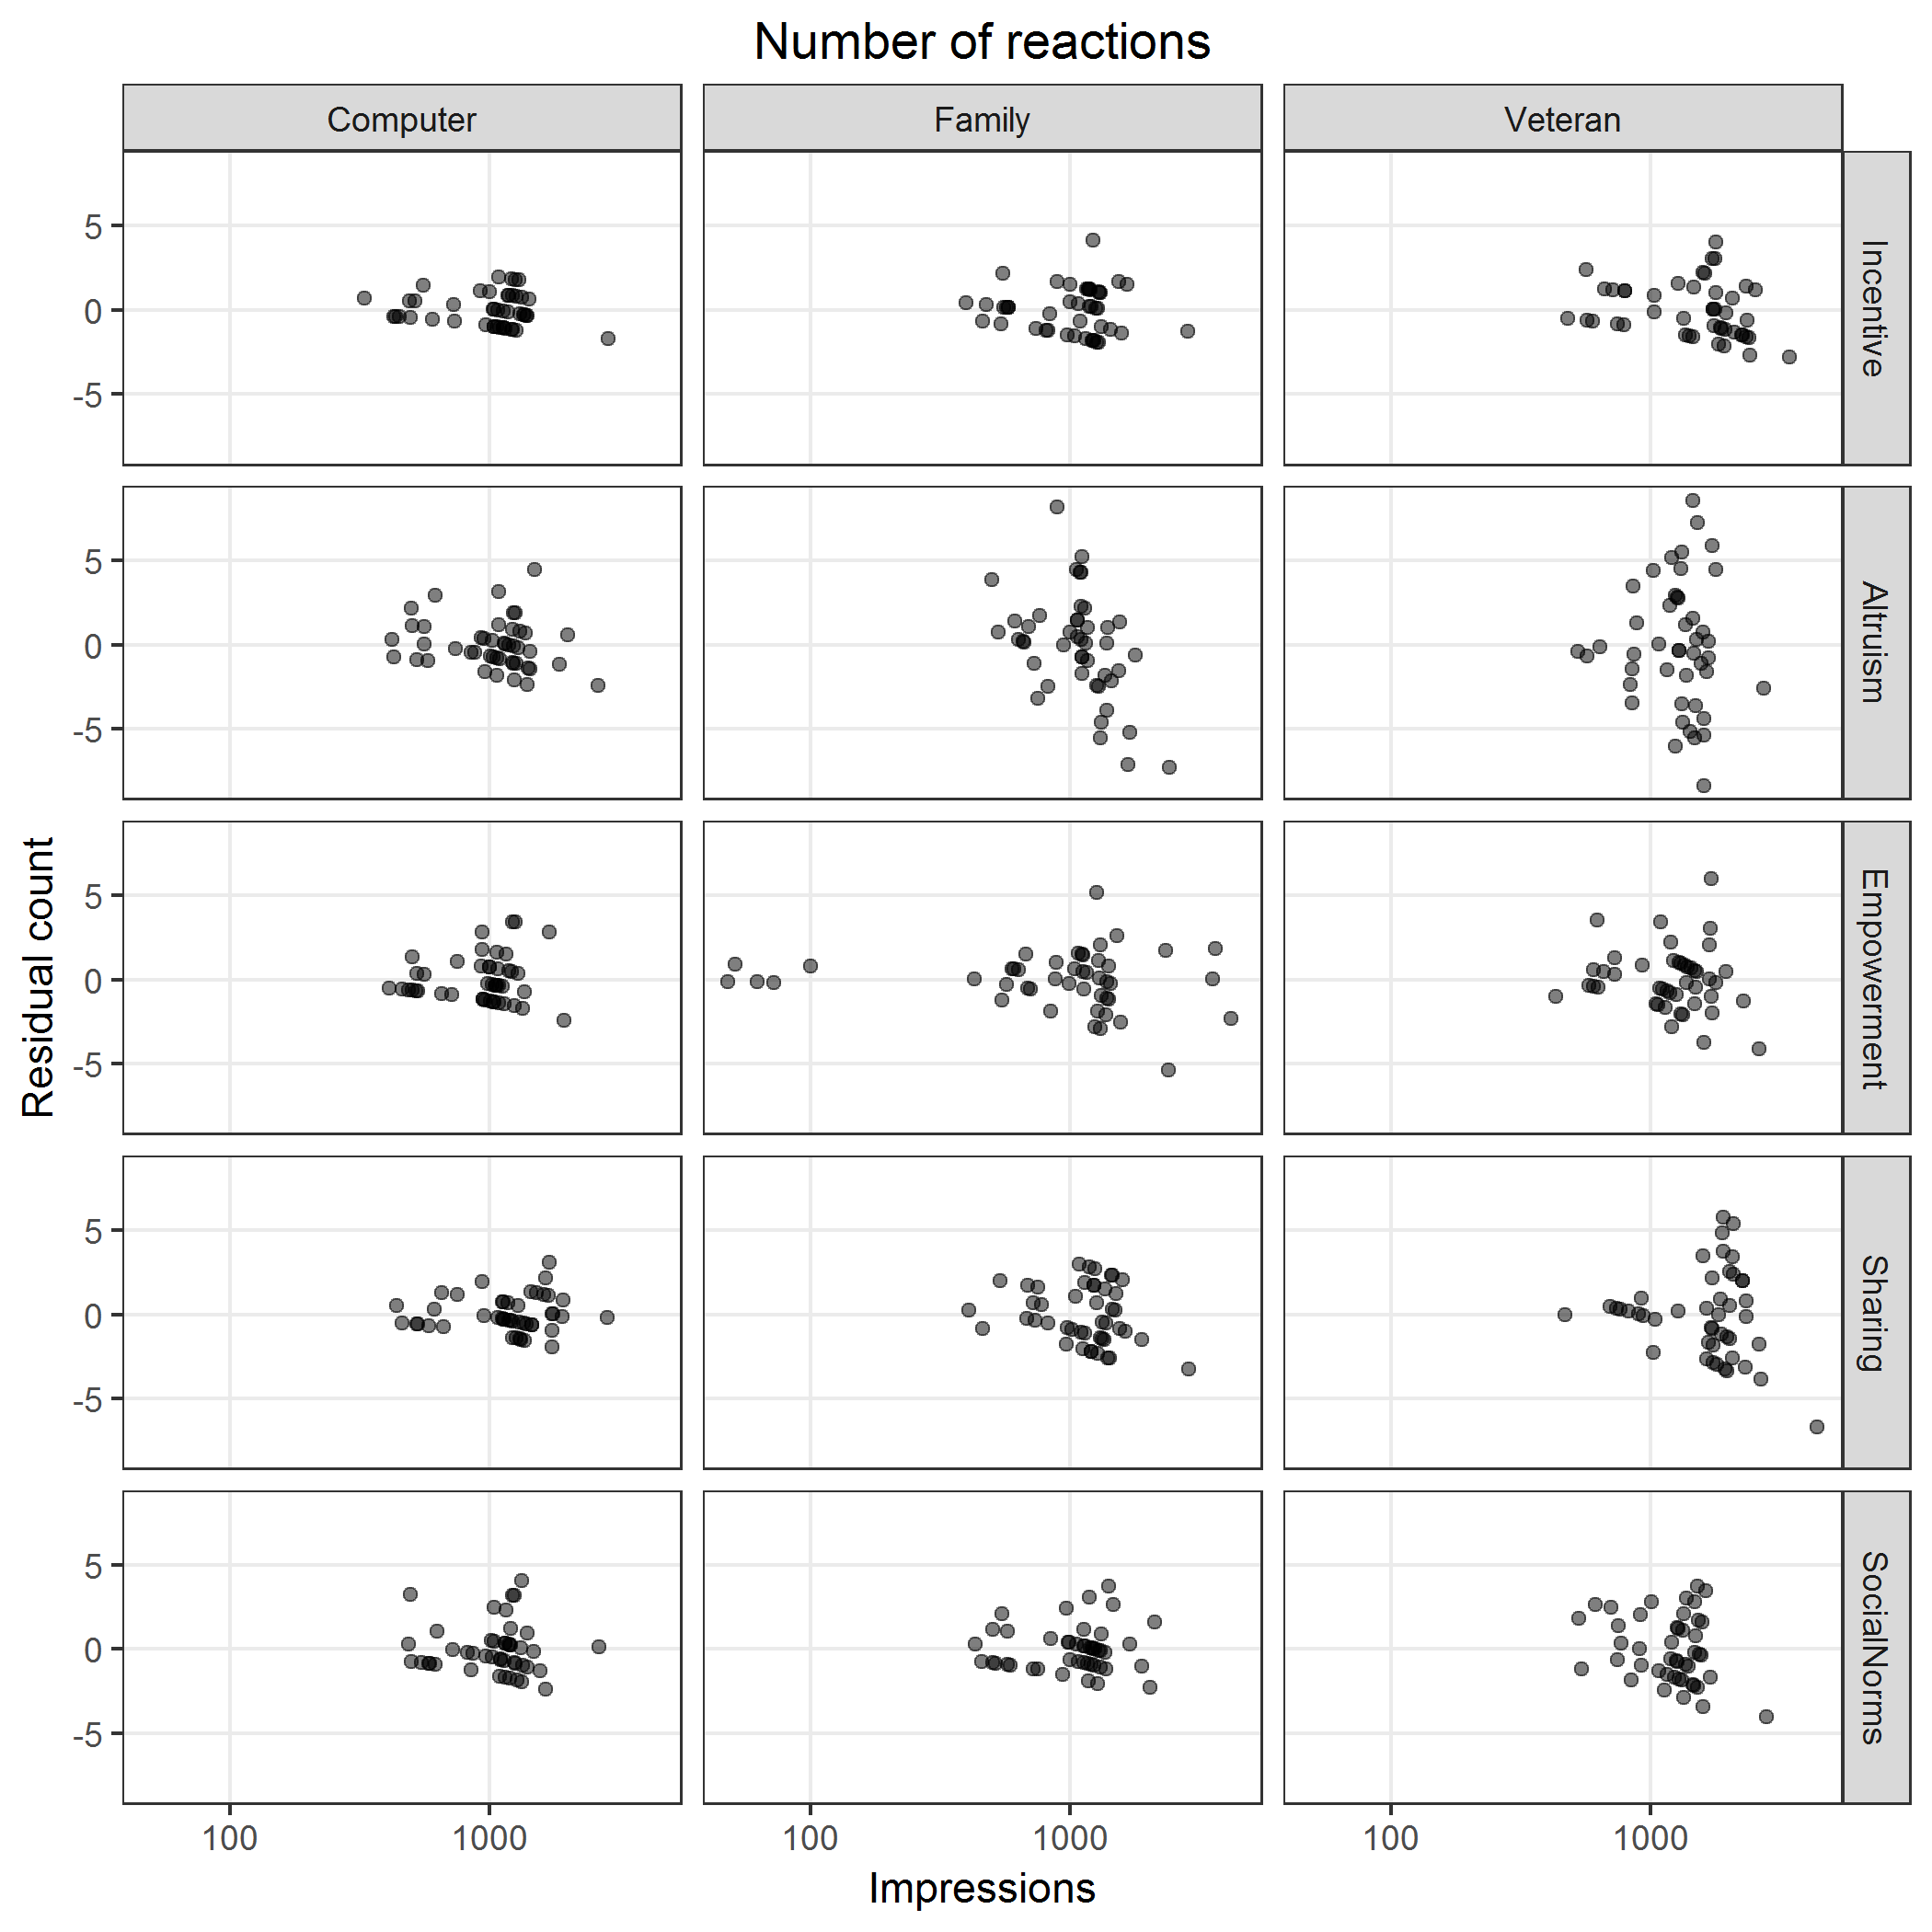 Number of reactions
Computer
Family
Veteran
5
0
-5
Incentive
5
0
-5
Altruism
5
0
-5
Empowerment
5
0
-5
Sharing
5
0
-5
SocialNorms
Residual count
100
1000
100
1000
100
1000
Impressions